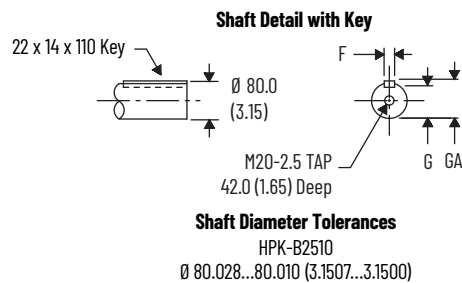 Shaft Detail with Key
22 x 14 x 110 Key
F
Ø 80.0
(3.15)
M20-2.5 TAP
42.0 (1.65) Deep
G GA
Shaft Diameter Tolerances
HPK-B2510
Ø 80.028...80.010 (3.1507...3.1500)